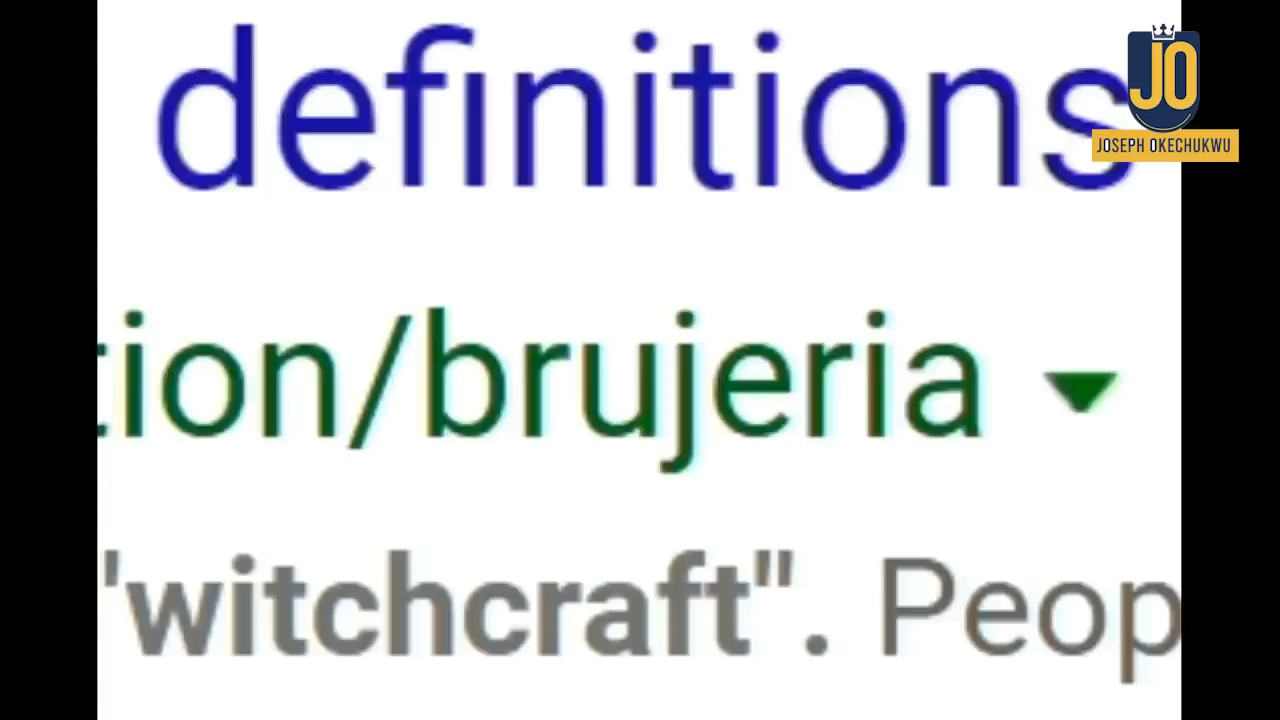 definitions
JO
JOSEPH OKECHUKWU
tion/brujeria
"witchcraft". Peop